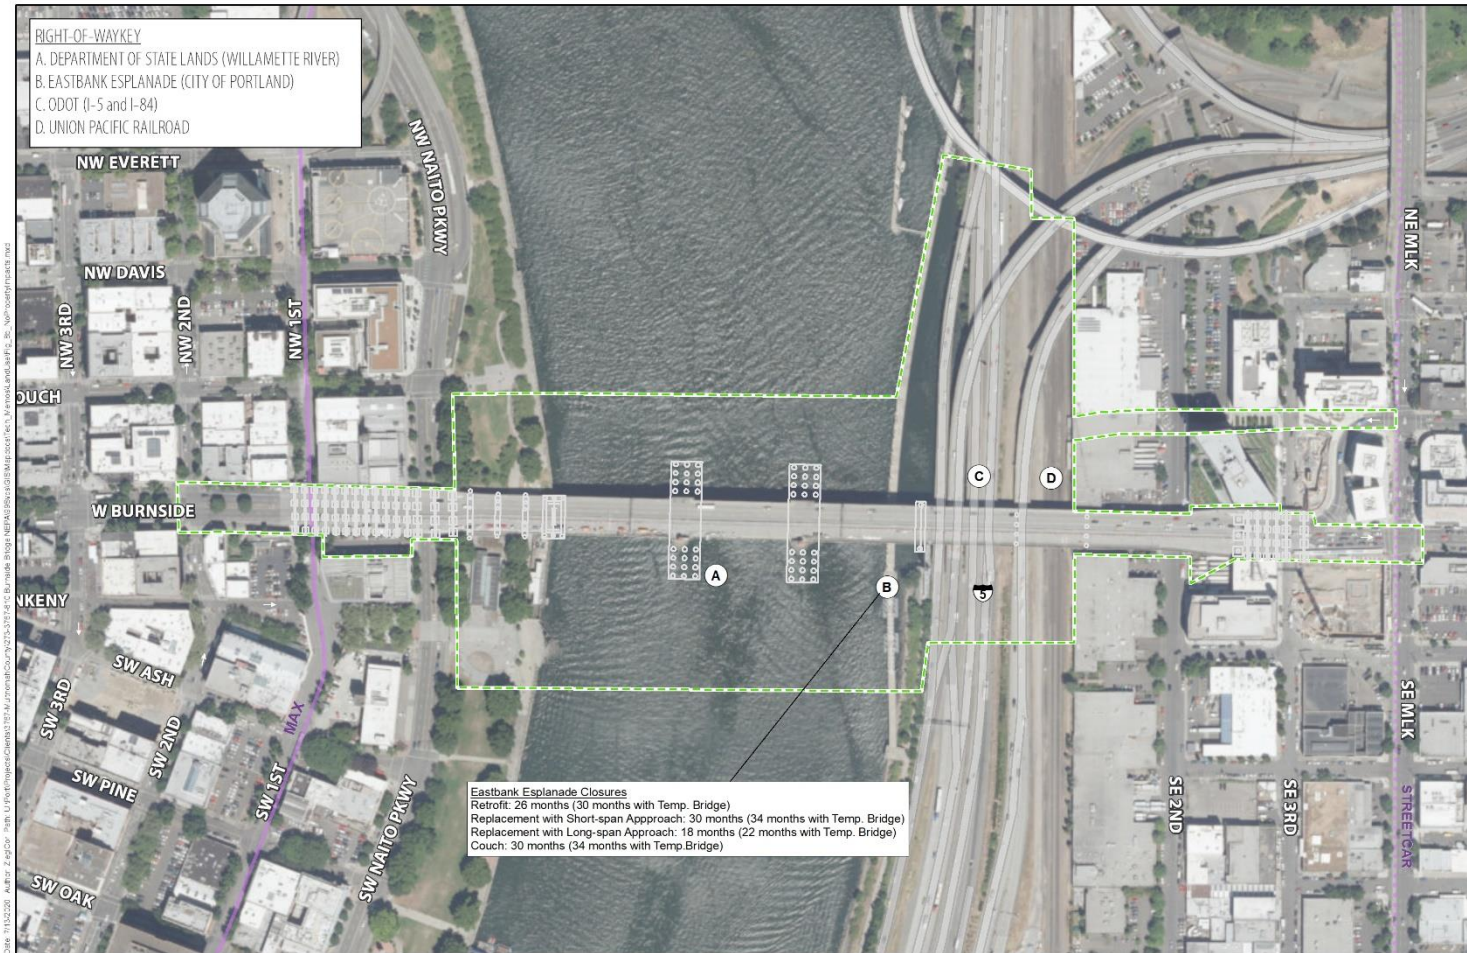 RIGHT-OF-WAYKEY
A. DEPARTMENT OF STATE LANDS (WILLAMETTE RIVER)
B. EASTBANK ESPLANADE (CITY OF PORTLAND)
C. ODOT (I-5 and I-84)
D. UNION PACIFIC RAILROAD
NW EVERETT
NW NAITO PKWY
NW DAVIS
NW 3RD
NW 2ND
NW 1ST
NE MLK
OUCH
W BURNSIDE
C
D
A
B
5
NKENY
SW ASH
SW 3RD
SW 2ND
MAX
SW 1ST
SW PINE
SW NAITO PKWY
SW OAK
SE MLK
SE 2ND
SE 3RD
STREETCAR
Eastbank Esplanade Closures
Retrofit: 26 months (30 months with Temp. Bridge)
Replacement with Short-span Appproach: 30 months (34 months with Temp. Bridge)
Replacement with Long-span Approach: 18 months (22 months with Temp. Bridge)
Couch: 30 months (34 months with Temp.Bridge)